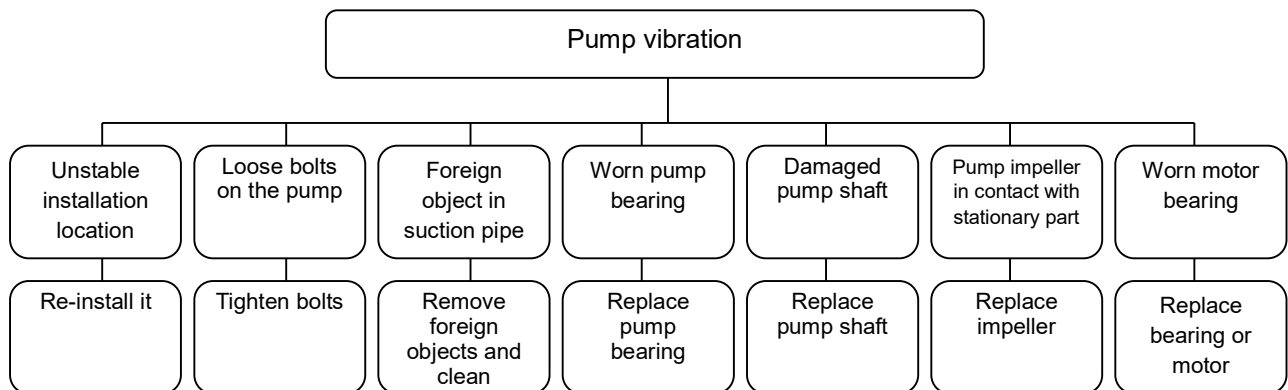 Pump vibration
Unstable
installation
location
Loose bolts
on the pump
Foreign
object in
suction pipe
Worn pump
bearing
Damaged
pump shaft
Pump impeller
in contact with
stationary part
Worn motor
bearing
Re-install it
Tighten bolts
Remove
foreign
objects and
clean
Replace
pump
bearing
Replace
pump shaft
Replace
impeller
Replace
bearing or
motor